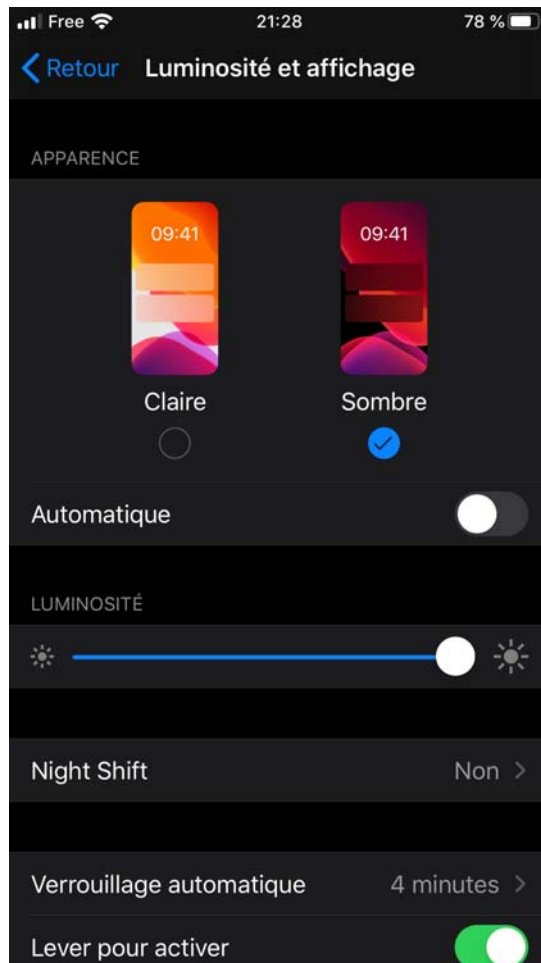 Free 21:28 78 %
Retour Luminosité et affichage
APPARENCE
09:41 09:41
Claire Sombre
Automatique
LUMINOSITÉ
Night Shift Non
Verrouillage automatique 4 minutes
Lever pour activer